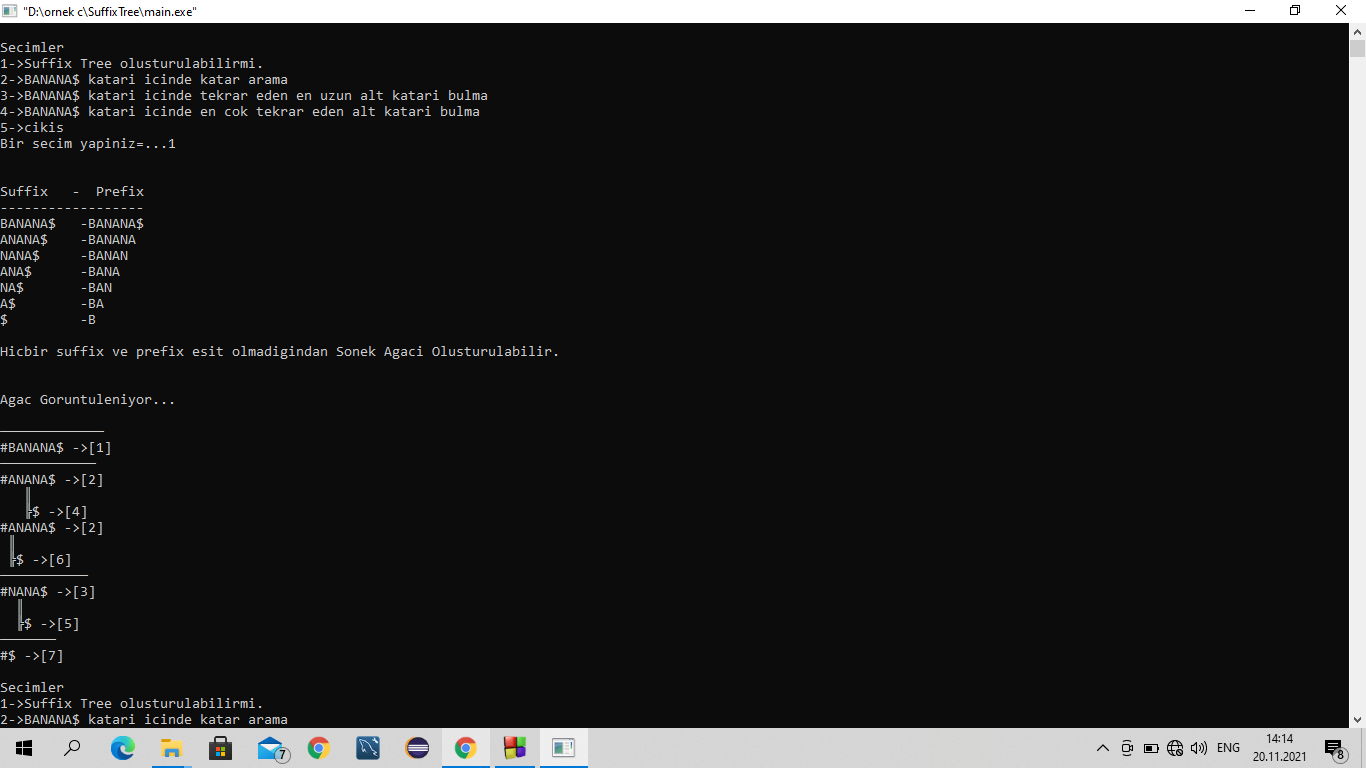 "D:\ornek c\SuffixTree\main.exe"
Secimler
1->Suffix Tree olusturulabilirmi.
2->BANANA$ katari icinde katar arama
3->BANANA$ katari icinde tekrar eden en uzun alt katari bulma
4->BANANA$ katari icinde en cok tekrar eden alt katari bulma
5->cikis
Bir secim yapiniz=...1
Suffix   -  Prefix
------------------
BANANA$   -BANANA$
ANANA$    -BANANA
NANA$     -BANAN
ANA$      -BANA
NA$       -BAN
A$        -BA
$         -B
Hicbir suffix ve prefix esit olmadigindan Sonek Agaci Olusturulabilir.
Agac Goruntuleniyor...
#BANANA$ ->[1]
#ANANA$ ->[2]
$ ->[4]
#ANANA$ ->[2]
$ ->[6]
#NANA$ ->[3]
$ ->[5]
#$ ->[7]
Secimler
1->Suffix Tree olusturulabilirmi.
2->BANANA$ katari icinde katar arama
7
ENG
14:14
20.11.2021
8